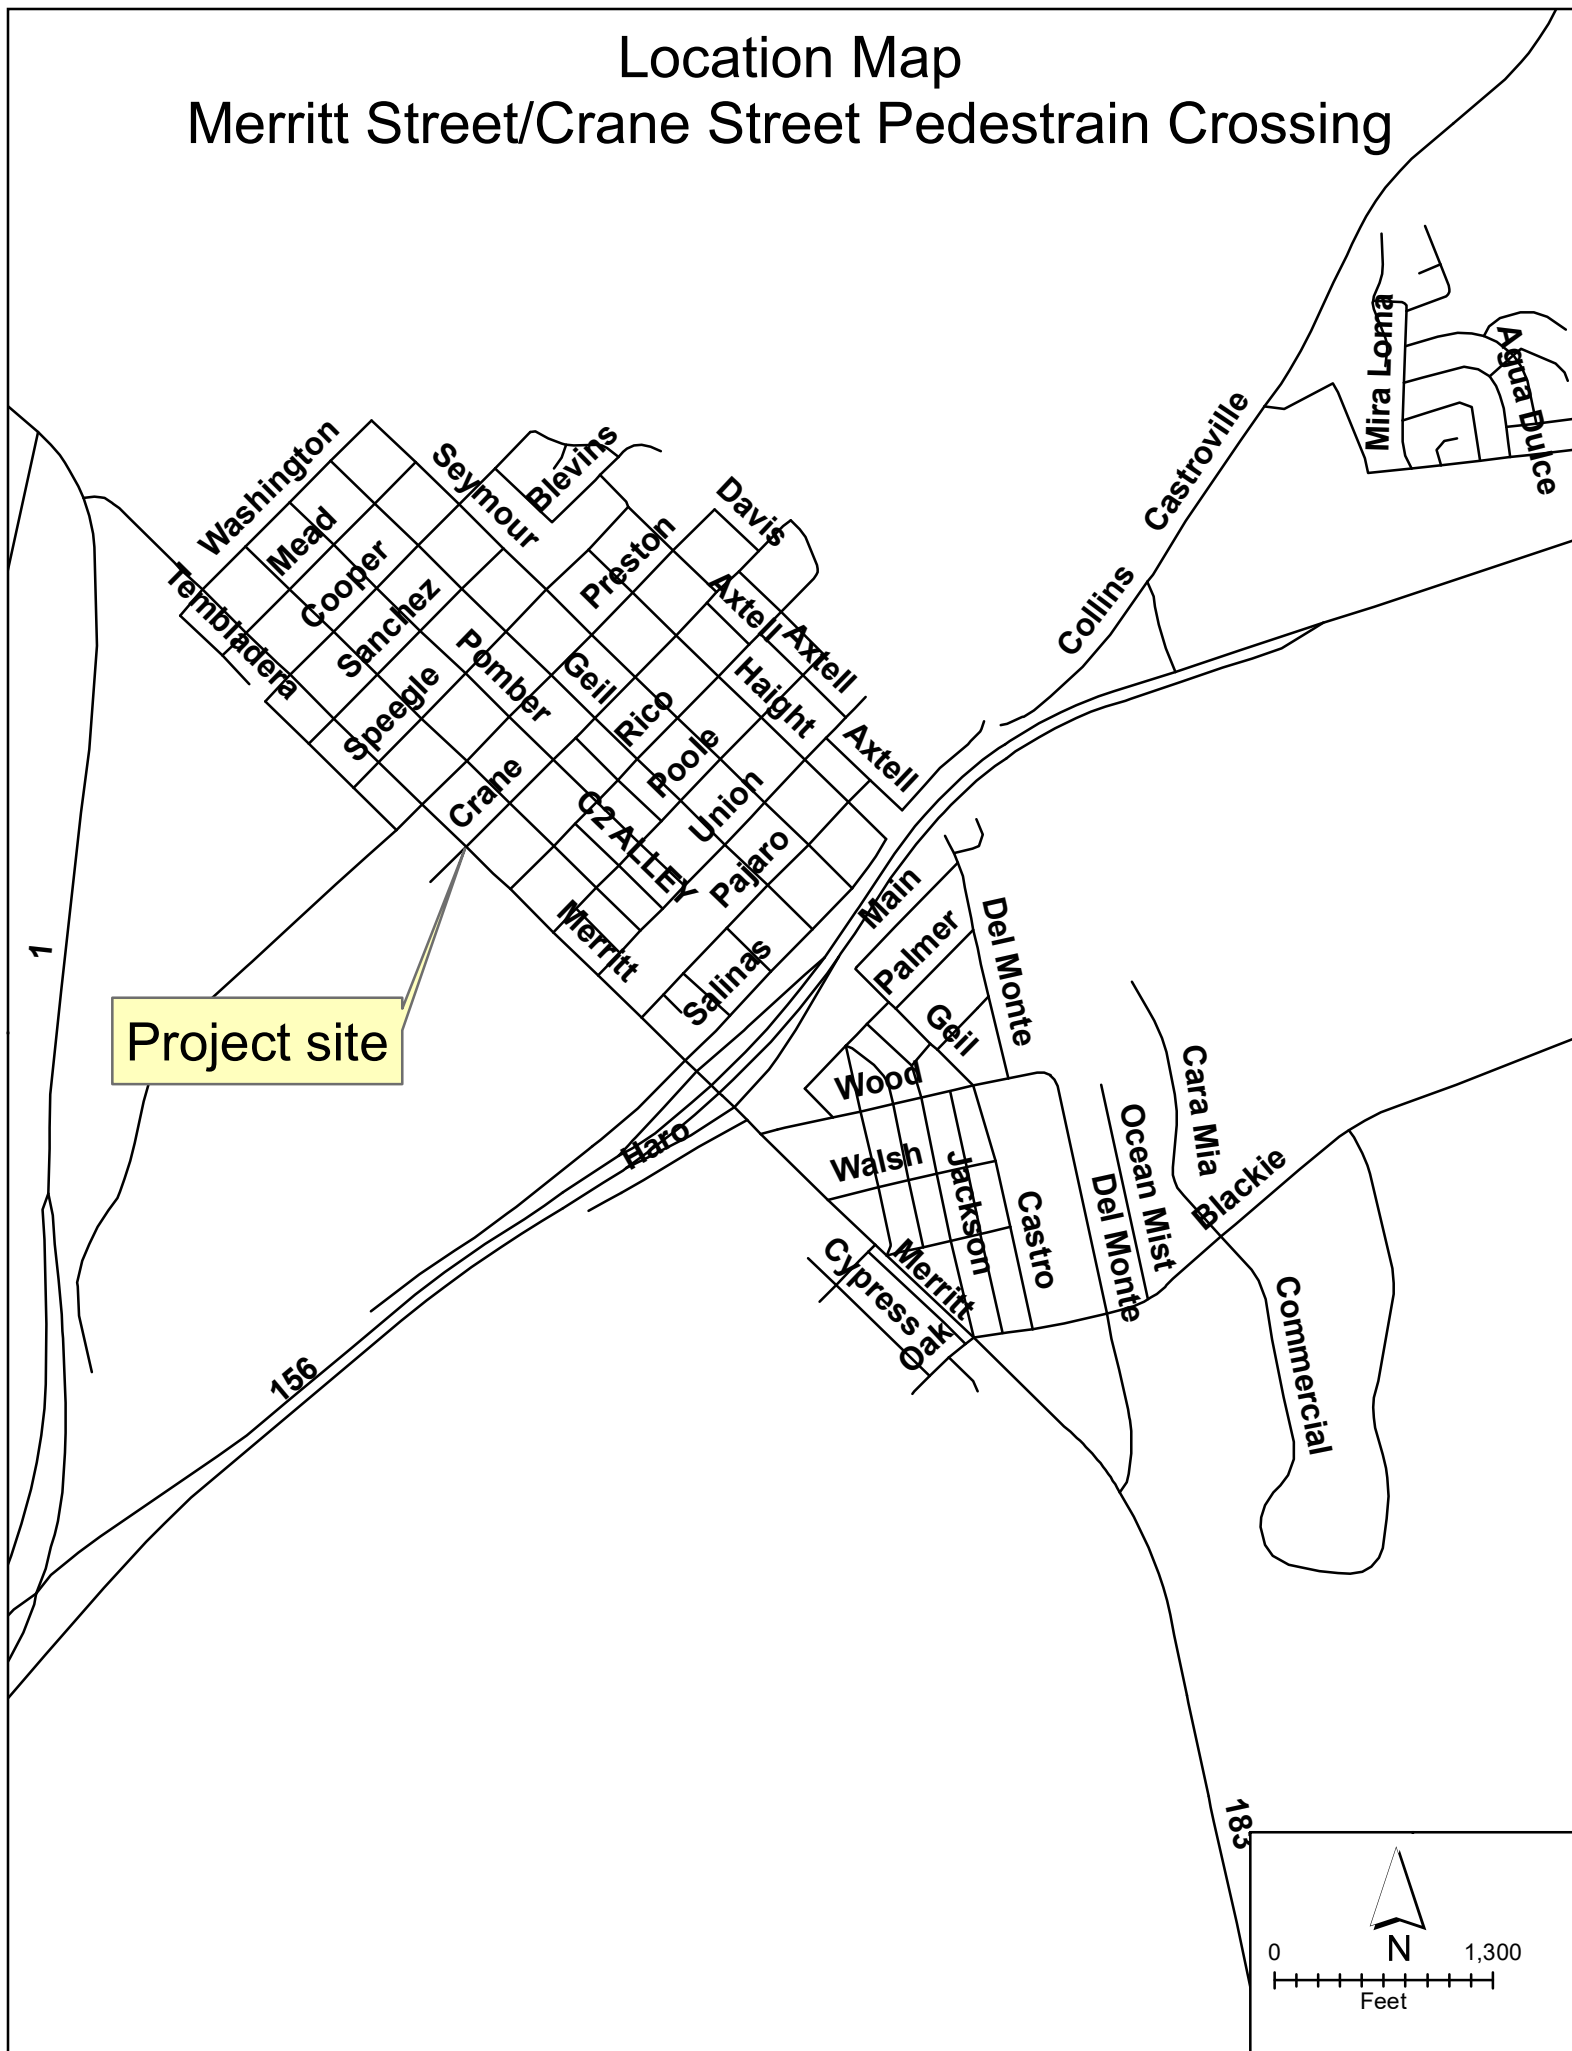 Location Map
Merritt Street/Crane Street Pedestrain Crossing
Mira Loma
Agua Dulce
Castroville
Collins
Washington
Seymour
Blevins
Davis
Mead
Cooper
Sanchez
Preston
Tembladera
Speegle
Pomber
Geil
Rico
Axtell
Axtell
Haight
Axtell
Crane
Poole
Union
C2 ALLEY
Pajaro
Merritt
Salinas
Main
Palmer
Del Monte
Geil
1
Project site
Wood
Haro
Walsh
Jackson
Castro
Cara Mia
Ocean Mist
Del Monte
Blackie
Merritt
Cypress
Oak
Commercial
156
183
N
0 1,300
Feet